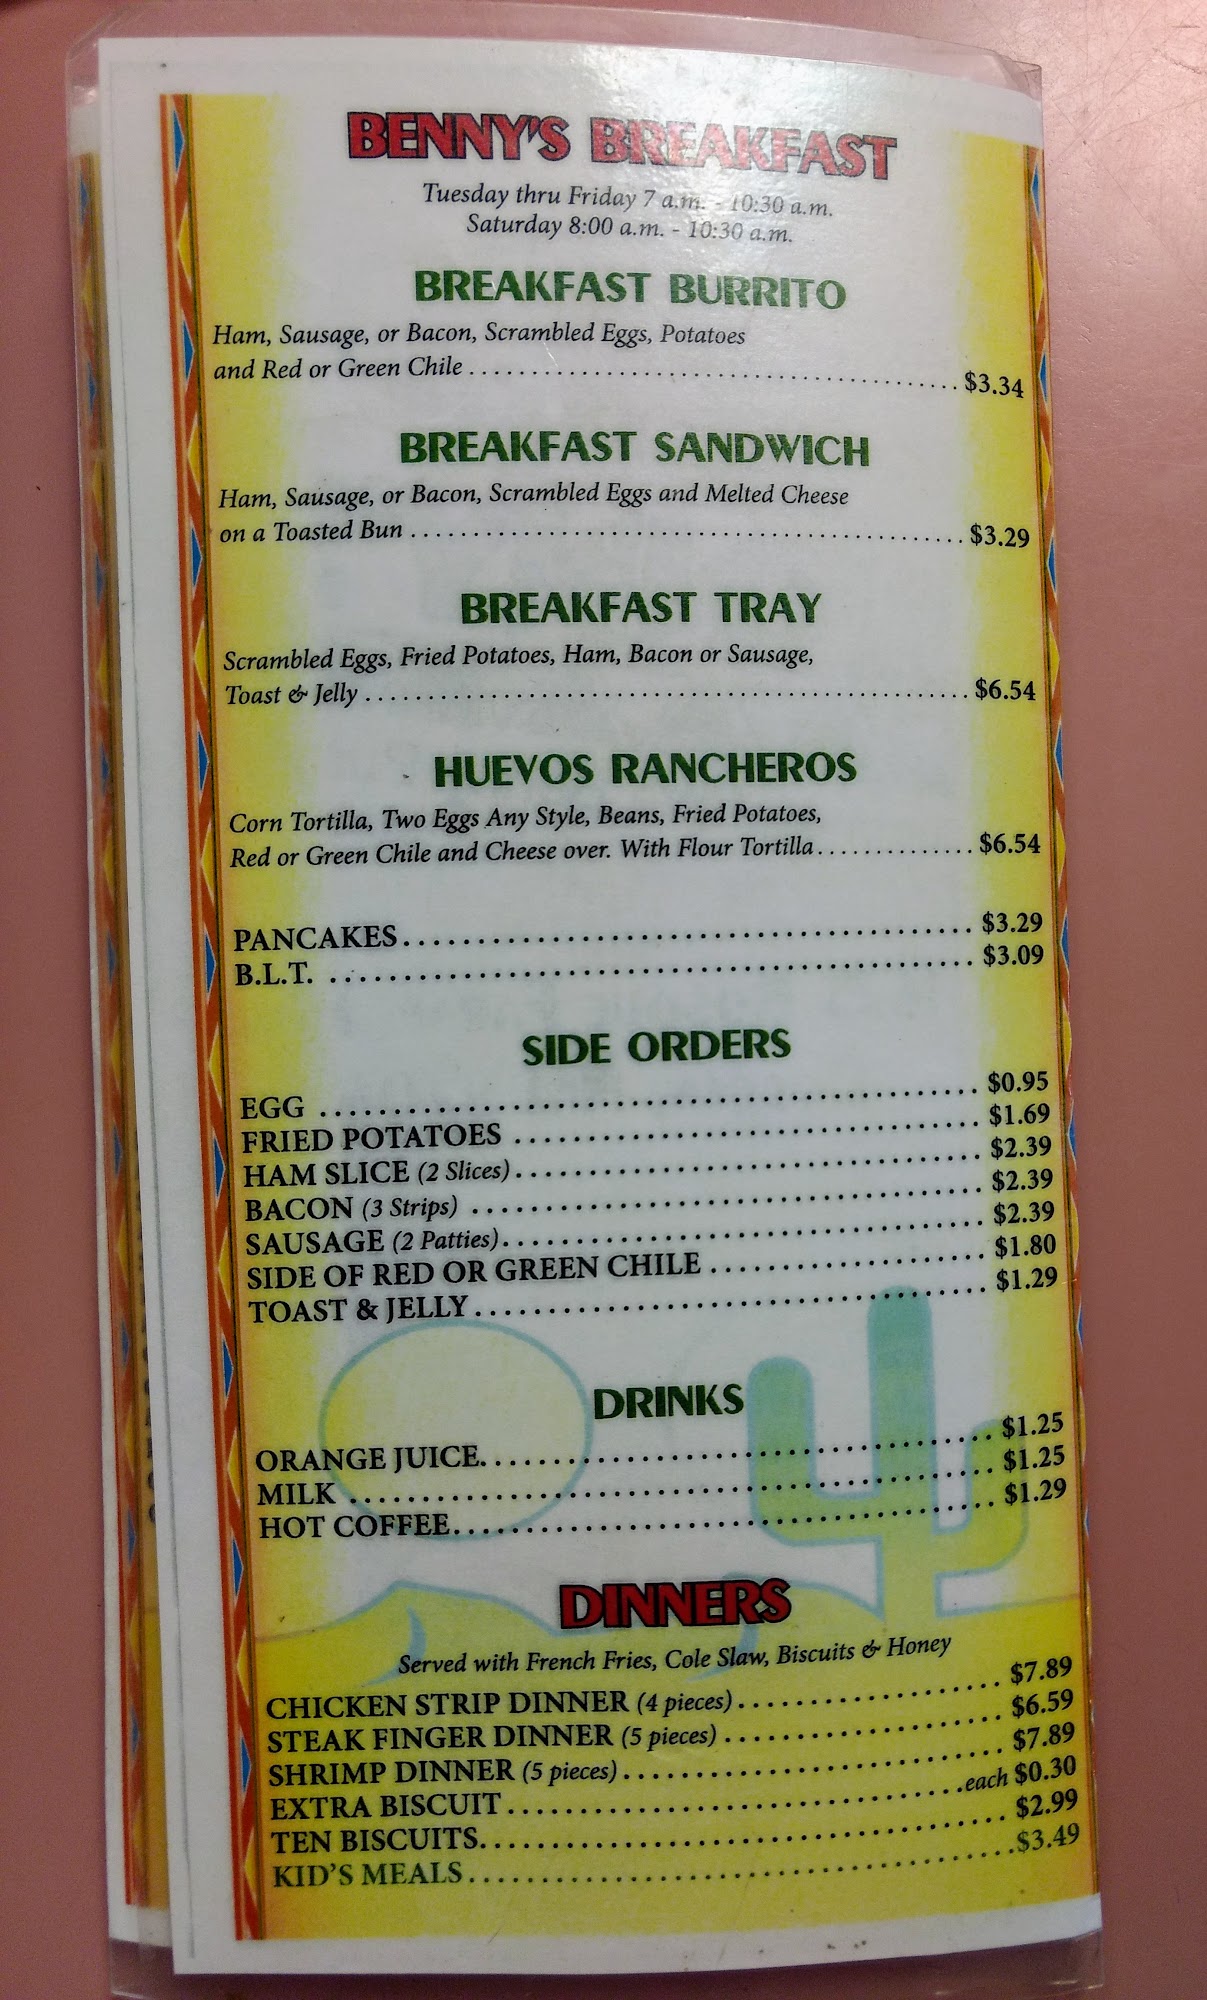 BENNY'S BREAKFAST
Tuesday thru Friday 7 a.m. - 10:30 a.m.
Saturday 8:00 a.m. - 10:30 a.m.
BREAKFAST BURRITO
Ham, Sausage, or Bacon, Scrambled Eggs, Potatoes
and Red or Green Chile $3.34
BREAKFAST SANDWICH
Ham, Sausage, or Bacon, Scrambled Eggs and Melted Cheese
on a Toasted Bun $3.29
BREAKFAST TRAY
Scrambled Eggs, Fried Potatoes, Ham, Bacon or Sausage,
Toast & Jelly $6.54
HUEVOS RANCHEROS
Corn Tortilla, Two Eggs Any Style, Beans, Fried Potatoes,
Red or Green Chile and Cheese over. With Flour Tortilla $6.54
PANCAKES $3.29
B.L.T. $3.09
SIDE ORDERS
EGG $0.95
FRIED POTATOES $1.69
HAM SLICE (2 Slices) $2.39
BACON (3 Strips) $2.39
SAUSAGE (2 Patties) $2.39
SIDE OF RED OR GREEN CHILE $1.80
TOAST & JELLY $1.29
DRINKS
ORANGE JUICE $1.25
MILK $1.25
HOT COFFEE $1.29
DINNERS
Served with French Fries, Cole Slaw, Biscuits & Honey
CHICKEN STRIP DINNER (4 pieces) $7.89
STEAK FINGER DINNER (5 pieces) $6.59
SHRIMP DINNER (5 pieces) $7.89
EXTRA BISCUIT each $0.30
TEN BISCUITS $2.99
KID'S MEALS $3.49